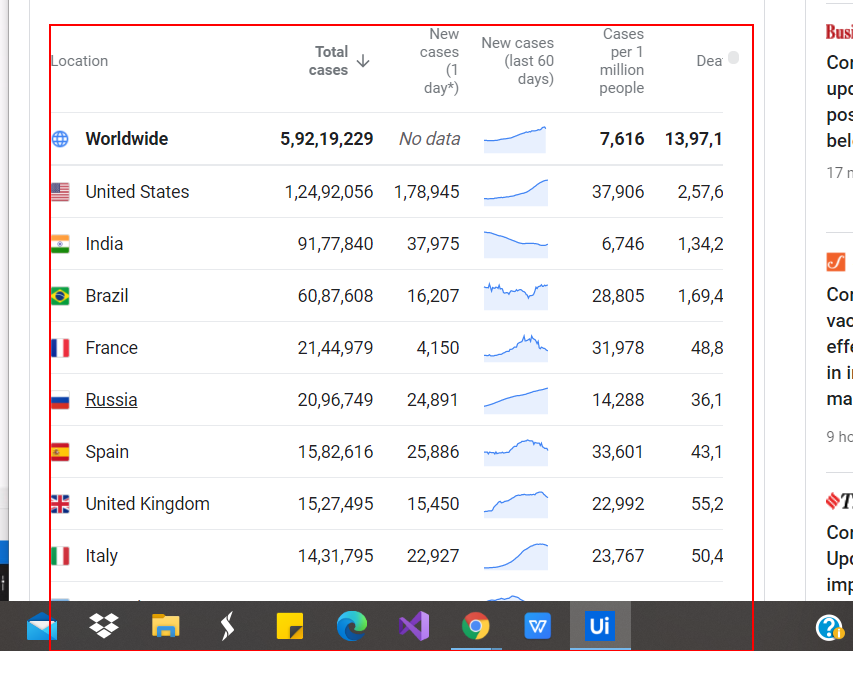 Location Total cases New cases (1 day*) New cases (last 60 days) Cases per 1 million people Dea
Worldwide 5,92,19,229 No data 7,616 13,97,1
United States 1,24,92,056 1,78,945 37,906 2,57,6
India 91,77,840 37,975 6,746 1,34,2
Brazil 60,87,608 16,207 28,805 1,69,4
France 21,44,979 4,150 31,978 48,8
Russia 20,96,749 24,891 14,288 36,1
Spain 15,82,616 25,886 33,601 43,1
United Kingdom 15,27,495 15,450 22,992 55,2
Italy 14,31,795 22,927 23,767 50,4
Busi
Cor
upd
pos
bel
17 m
Cor
vac
effe
in i
ma
9 ho
Cor
Upd
imp
W
Ui